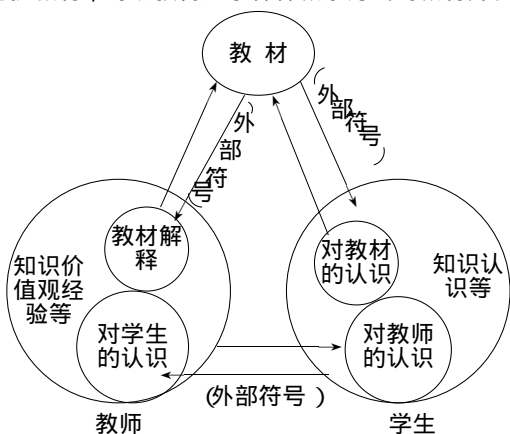 教 材
(外部符号)
(外部符号)
教材解
释
知识价
值观经
验等
对学生
的认识
对教材
的认识
知识认
识等
对教师
的认识
(外部符号 )
教师
学生